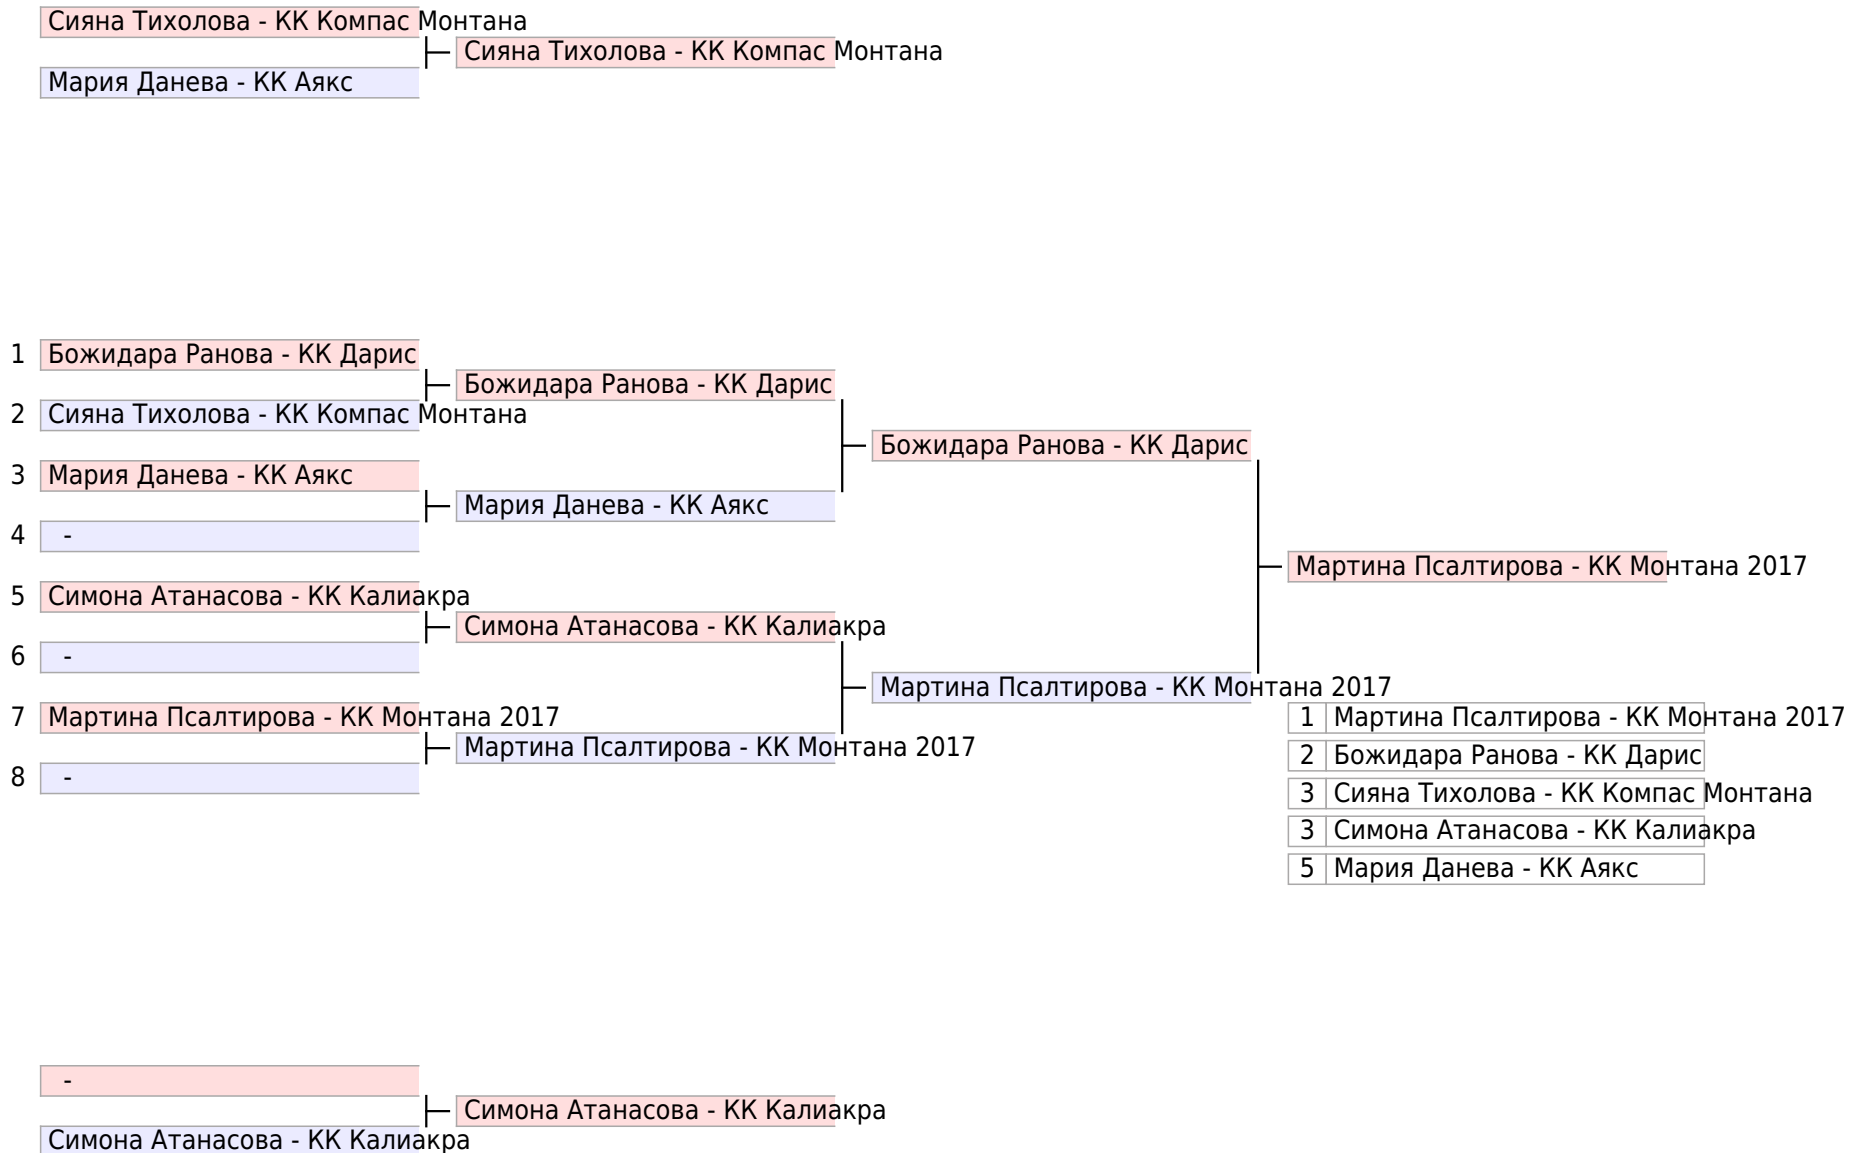 Сияна Тихолова - КК Компас Монтана
Сияна Тихолова - КК Компас Монтана
Мария Данева - КК Аякс
1 Божидара Ранова - КК Дарис
Божидара Ранова - КК Дарис
2 Сияна Тихолова - КК Компас Монтана
Божидара Ранова - КК Дарис
3 Мария Данева - КК Аякс
Мария Данева - КК Аякс
4 -
Мартина Псалтирова - КК Монтана 2017
5 Симона Атанасова - КК Калиакра
Симона Атанасова - КК Калиакра
6 -
Мартина Псалтирова - КК Монтана 2017
7 Мартина Псалтирова - КК Монтана 2017
Мартина Псалтирова - КК Монтана 2017
8 -
1 Мартина Псалтирова - КК Монтана 2017
2 Божидара Ранова - КК Дарис
3 Сияна Тихолова - КК Компас Монтана
3 Симона Атанасова - КК Калиакра
5 Мария Данева - КК Аякс
-
Симона Атанасова - КК Калиакра
Симона Атанасова - КК Калиакра